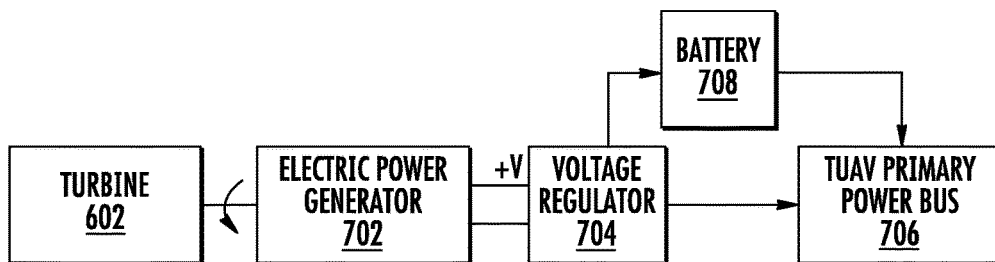 BATTERY
708
TURBINE
602
ELECTRIC POWER
GENERATOR
702
+V
VOLTAGE
REGULATOR
704
TUAV PRIMARY
POWER BUS
706